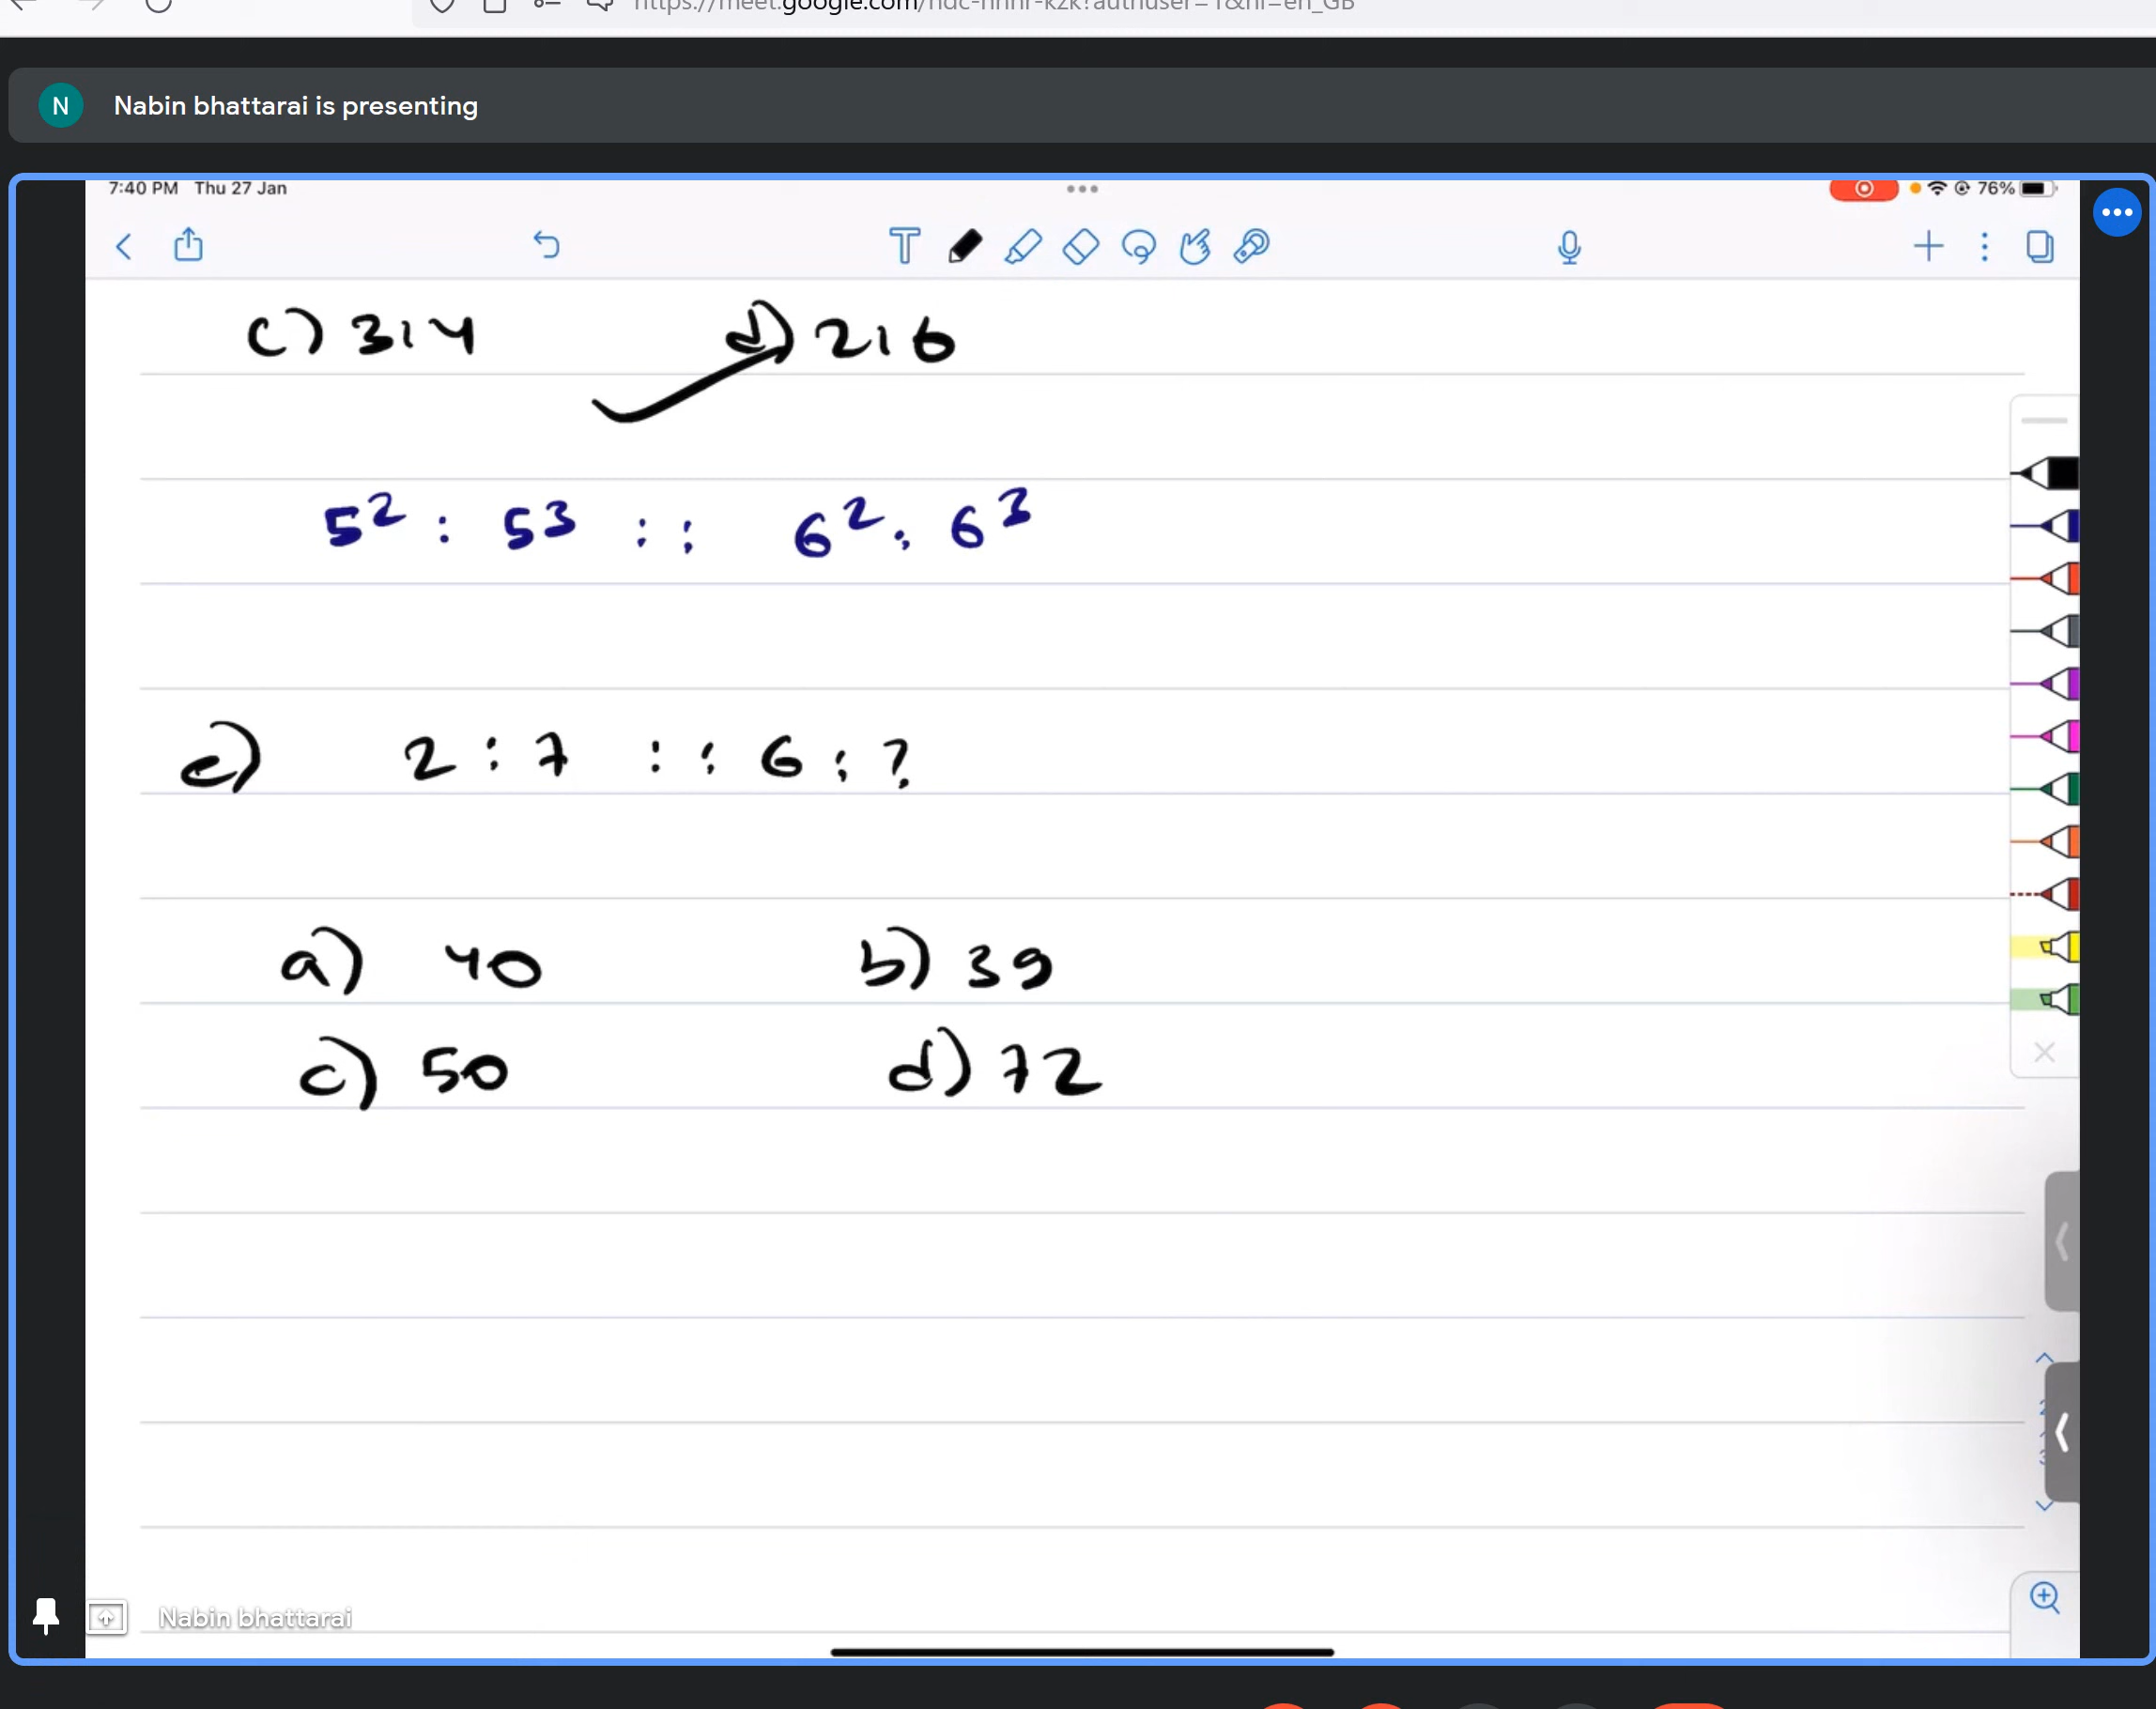 Nabin bhattarai is presenting
N
7:40 PM Thu 27 Jan
76%
c) 314 d) 216
5² : 5³ :: 6² : 6³
e) 2 : 7 :: 6 : ?
a) 40 b) 39
c) 50 d) 72
Nabin bhattarai